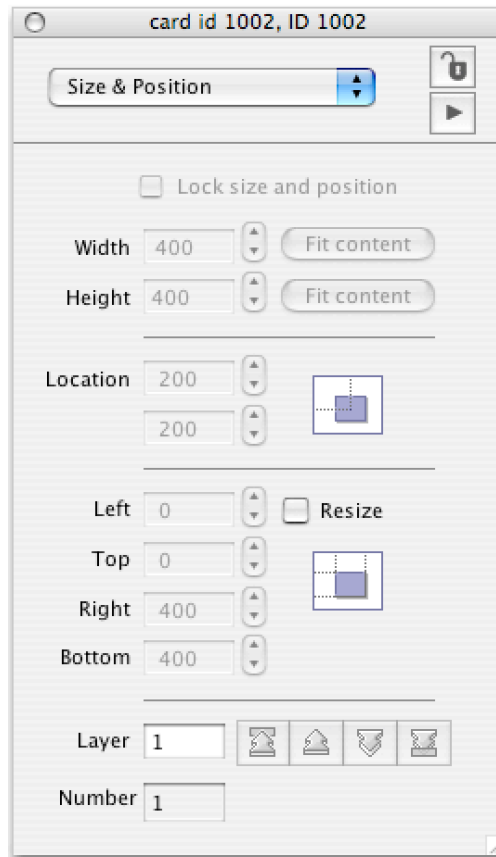 card id 1002, ID 1002
Size & Position
Lock size and position
Width 400 Fit content
Height 400 Fit content
Location 200
200
Left 0 Resize
Top 0
Right 400
Bottom 400
Layer 1
Number 1